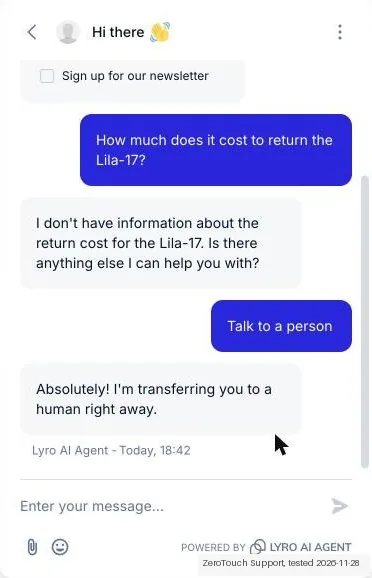 Hi there 👋
Sign up for our newsletter
How much does it cost to return the
Lila-17?
I don't have information about the
return cost for the Lila-17. Is there
anything else I can help you with?
Talk to a person
Absolutely! I'm transferring you to a
human right away.
Lyro AI Agent - Today, 18:42
Enter your message...
POWERED BY LYRO AI AGENT
ZeroTouch Support, tested 2026-11-28